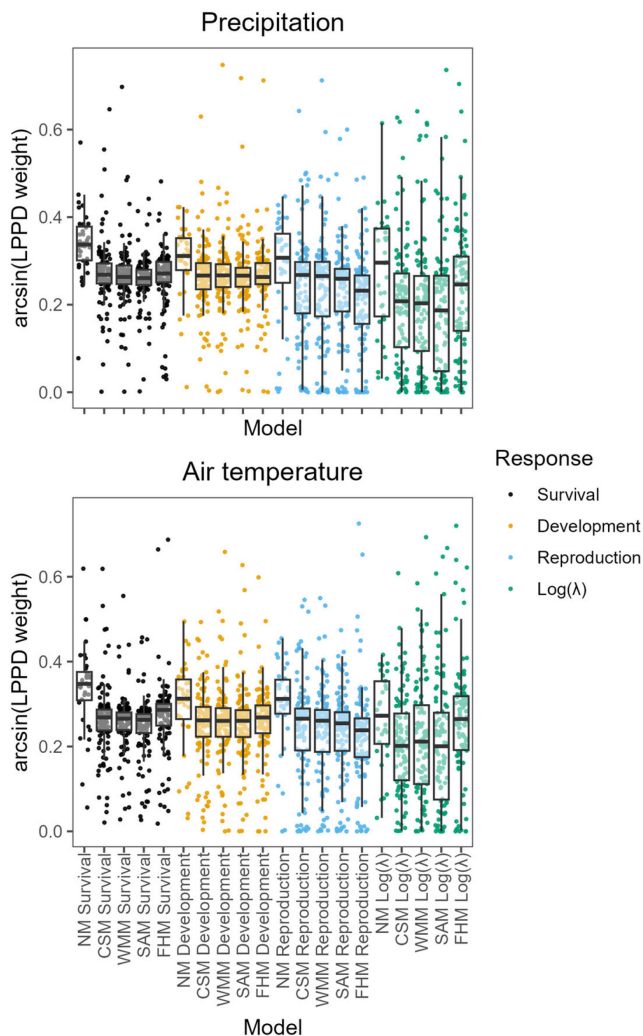 Precipitation
arcsin(LPPD weight)
0.6
0.4
0.2
0.0
Model
Air temperature
arcsin(LPPD weight)
0.6
0.4
0.2
0.0
NM Survival
CSM Survival
WMM Survival
SAM Survival
FHM Survival
NM Development
CSM Development
WMM Development
SAM Development
FHM Development
NM Reproduction
CSM Reproduction
WMM Reproduction
SAM Reproduction
FHM Reproduction
NM Log(λ)
CSM Log(λ)
WMM Log(λ)
SAM Log(λ)
FHM Log(λ)
Model
Response
Survival
Development
Reproduction
Log(λ)